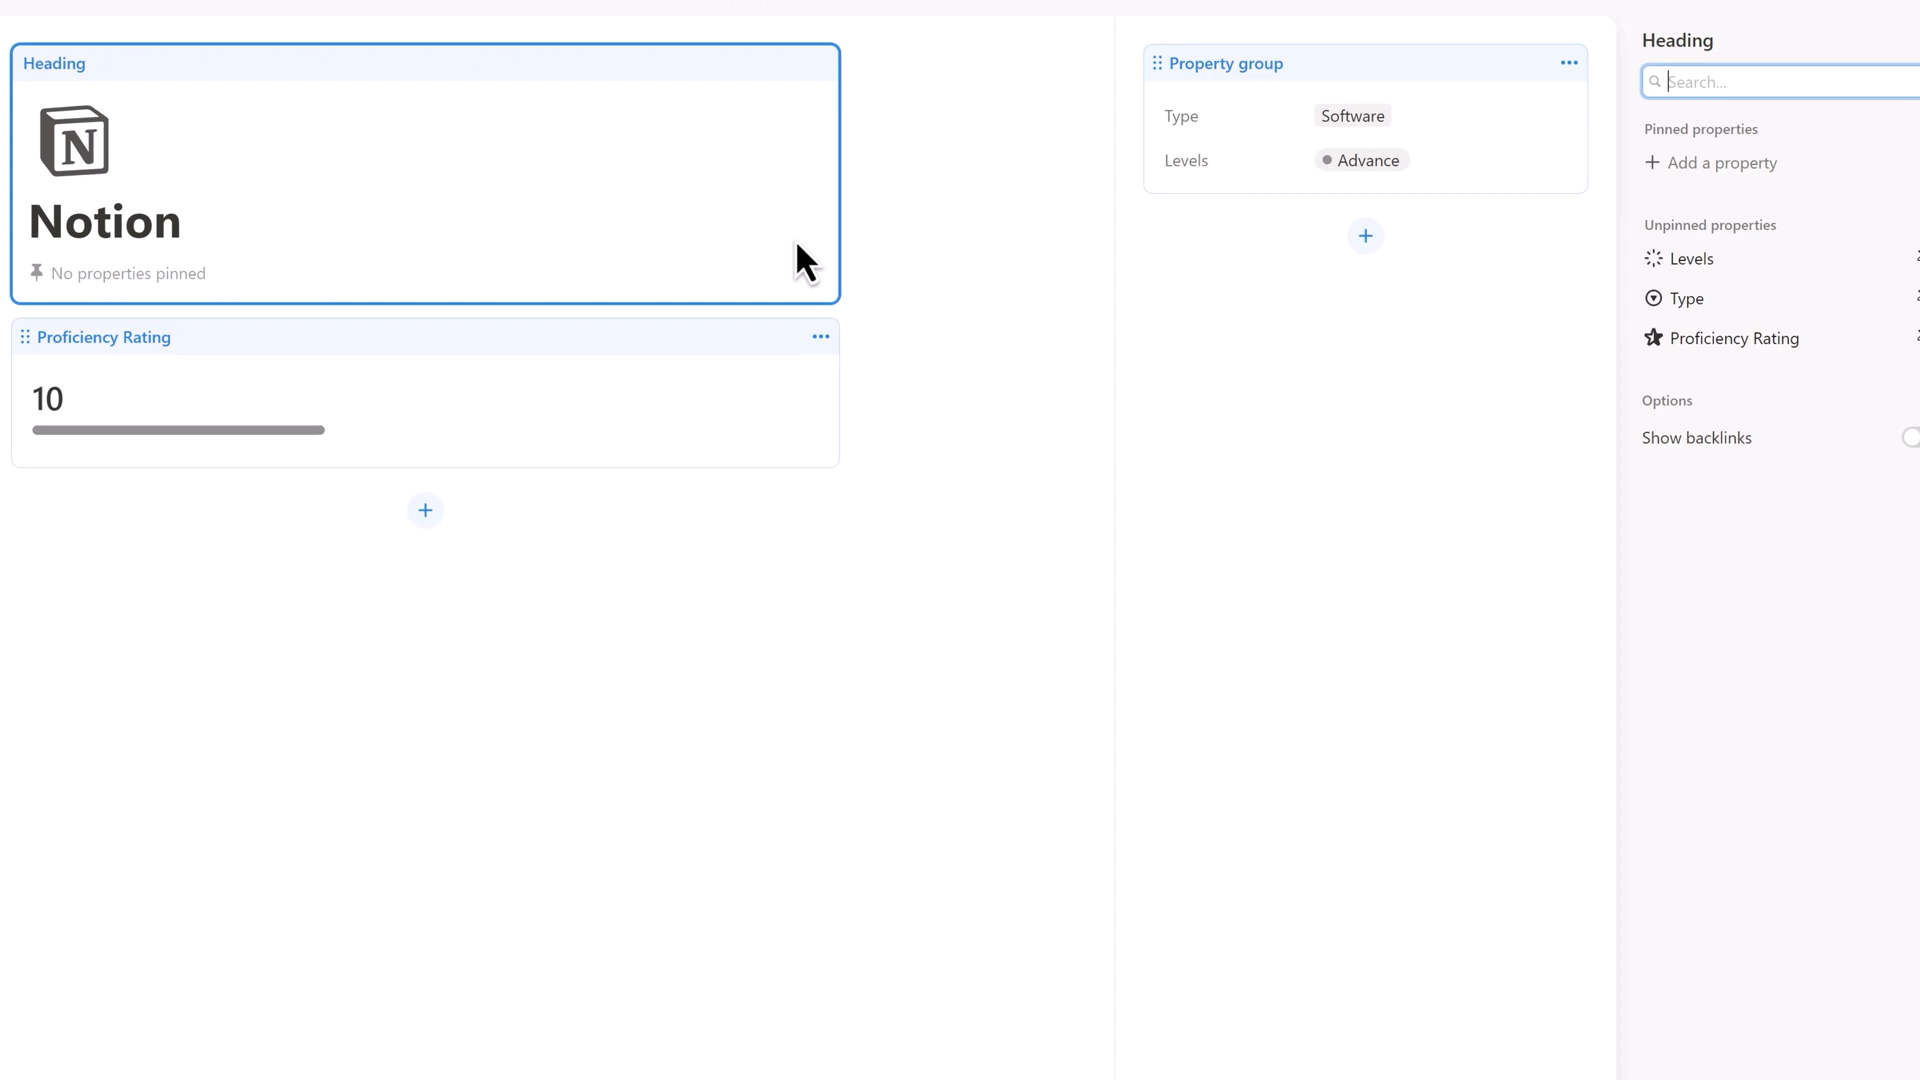 Heading
N
Notion
No properties pinned
Proficiency Rating
10
Property group
Type Software
Levels Advance
Heading
Search...
Pinned properties
Add a property
Unpinned properties
Levels
Type
Proficiency Rating
Options
Show backlinks